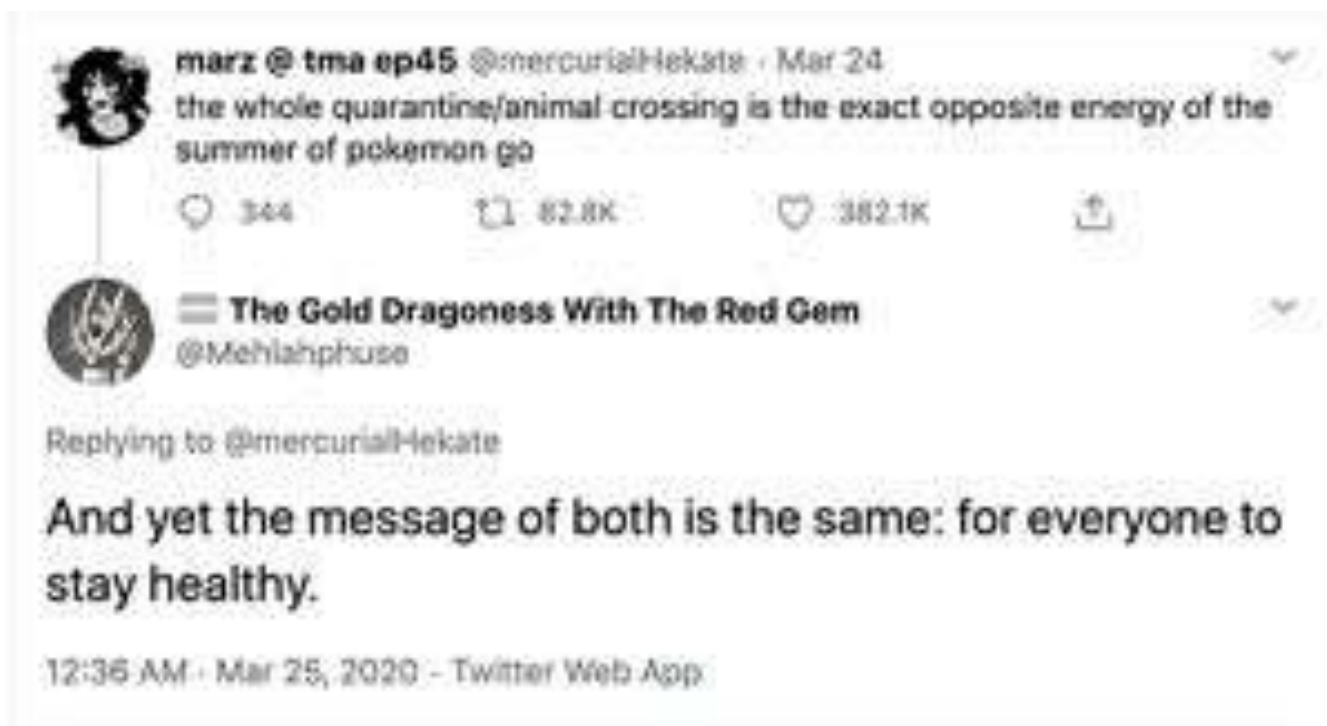 marz @ tma ep45 @mercurialHekate · Mar 24
the whole quarantine/animal crossing is the exact opposite energy of the
summer of pokemon go
344 82.8K 382.1K
The Gold Dragoness With The Red Gem
@Mehlahphuse
Replying to @mercurialHekate
And yet the message of both is the same: for everyone to
stay healthy.
12:36 AM · Mar 25, 2020 - Twitter Web App